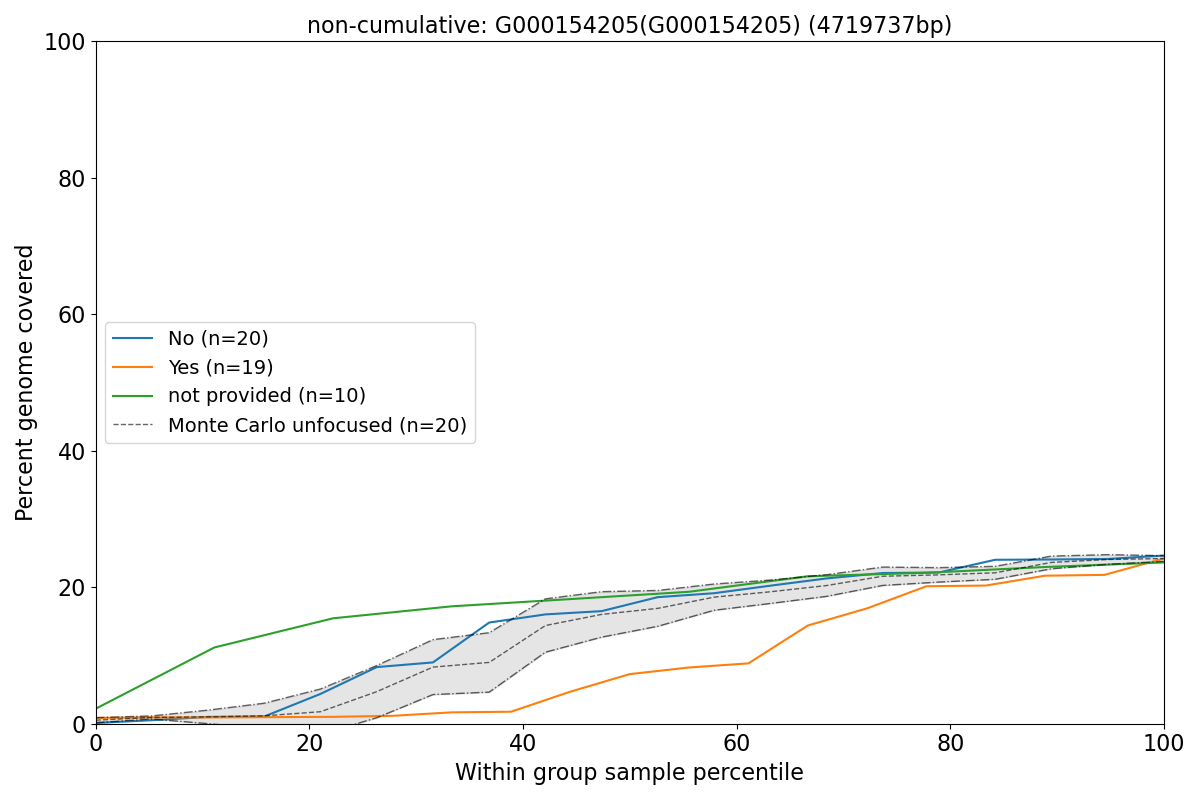 non-cumulative: G000154205(G000154205) (4719737bp)
100
80
60
40
20
0
Percent genome covered
No (n=20)
Yes (n=19)
not provided (n=10)
Monte Carlo unfocused (n=20)
0 20 40 60 80 100
Within group sample percentile